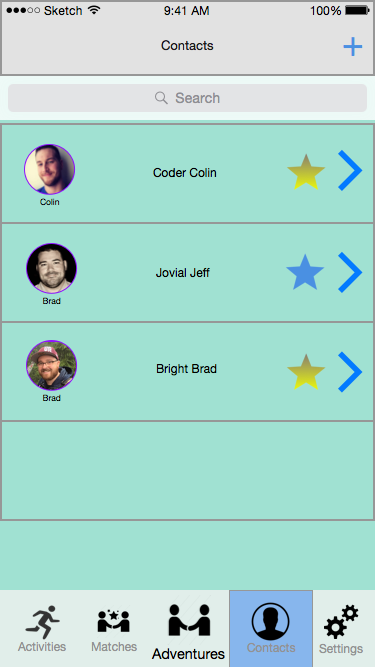 Sketch 9:41 AM 100%
Contacts
Search
Coder Colin
Colin
Jovial Jeff
Brad
Bright Brad
Brad
Activities Matches Adventures Contacts Settings